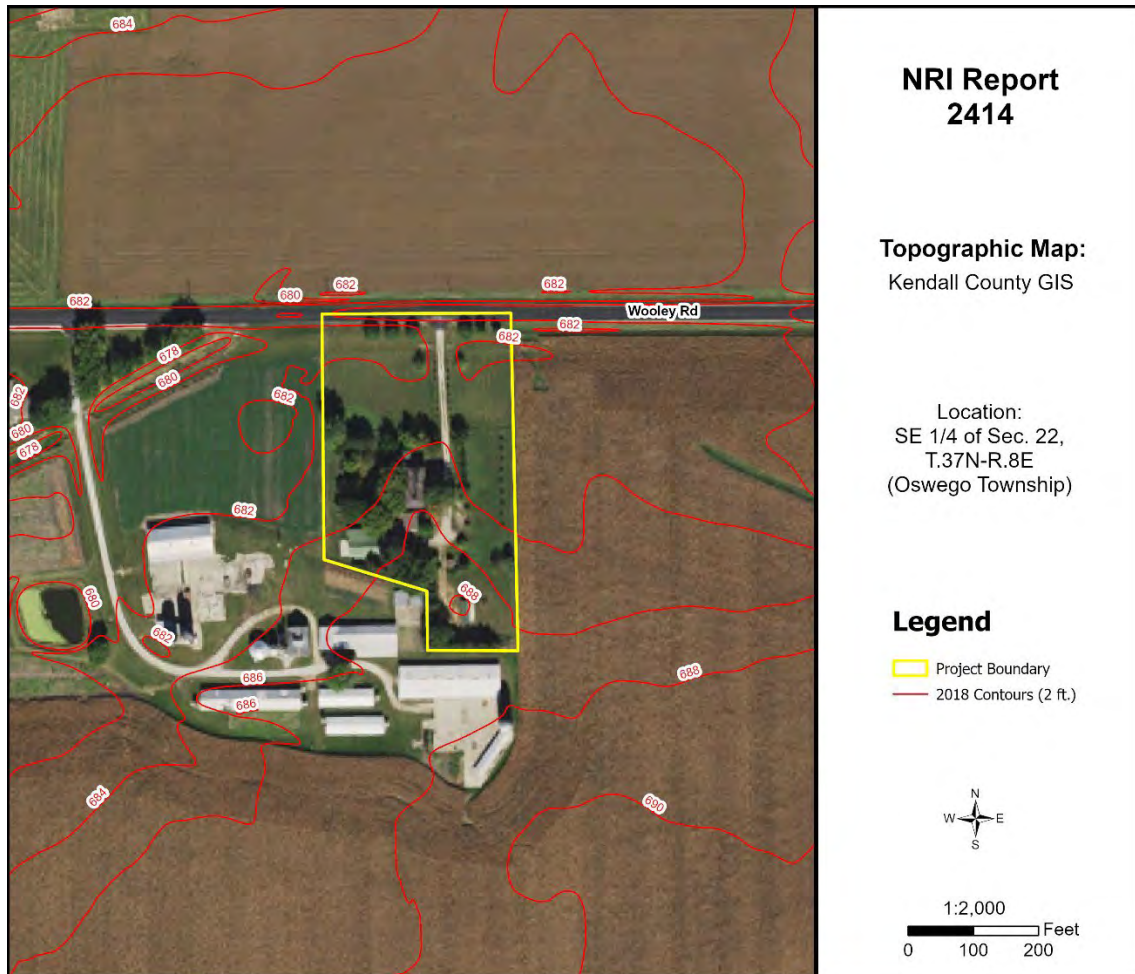 684
682
682
680
682
Wooley Rd
682
682
678
680
682
682
680
678
682
680
688
682
686
688
686
684
690
NRI Report
2414
Topographic Map:
Kendall County GIS
Location:
SE 1/4 of Sec. 22,
T.37N-R.8E
(Oswego Township)
Legend
Project Boundary
2018 Contours (2 ft.)
N
W E
S
1:2,000
Feet
0 100 200